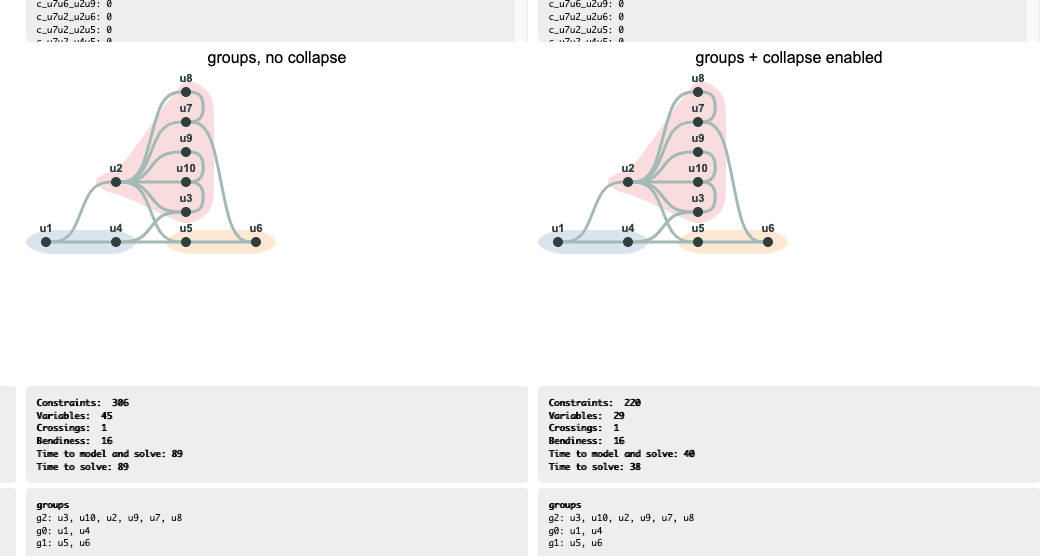 c_u7u6_u2u9: 0
c_u7u2_u2u6: 0
c_u7u2_u2u5: 0
c_u7u2_u4u5: 0
c_u7u6_u2u9: 0
c_u7u2_u2u6: 0
c_u7u2_u2u5: 0
c_u7u2_u4u5: 0
groups, no collapse
u8
u7
u9
u2
u10
u3
u1
u4
u5
u6
groups + collapse enabled
u8
u7
u9
u2
u10
u3
u1
u4
u5
u6
Constraints: 306
Variables: 45
Crossings: 1
Bendiness: 16
Time to model and solve: 89
Time to solve: 89
Constraints: 220
Variables: 29
Crossings: 1
Bendiness: 16
Time to model and solve: 40
Time to solve: 38
groups
g2: u3, u10, u2, u9, u7, u8
g0: u1, u4
g1: u5, u6
groups
g2: u3, u10, u2, u9, u7, u8
g0: u1, u4
g1: u5, u6